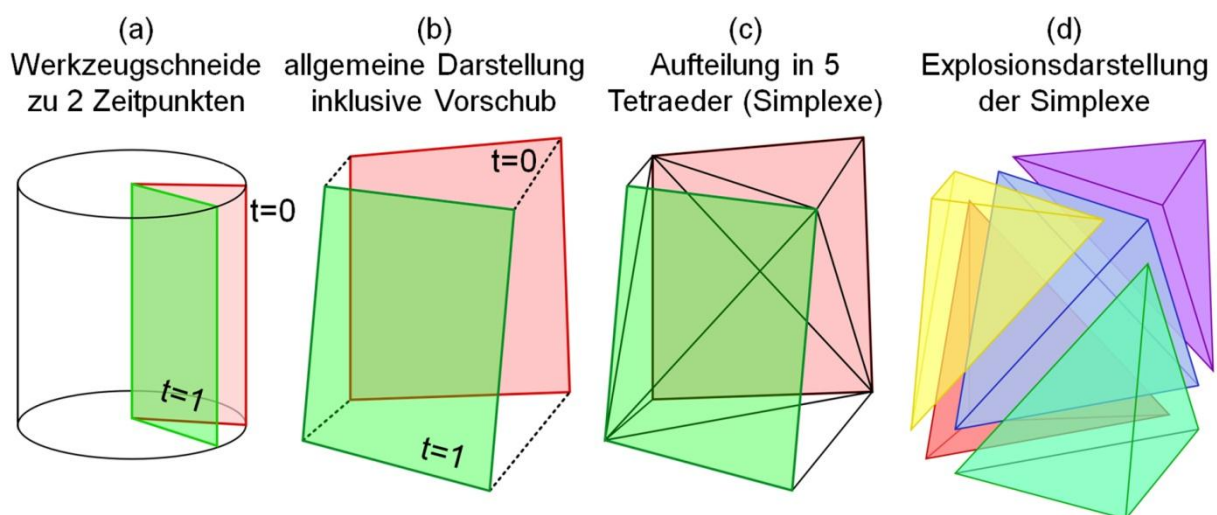 (a)
Werkzeugschneide
zu 2 Zeitpunkten
t=0
t=1
(b)
allgemeine Darstellung
inklusive Vorschub
t=0
t=1
(c)
Aufteilung in 5
Tetraeder (Simplexe)
(d)
Explosionsdarstellung
der Simplexe